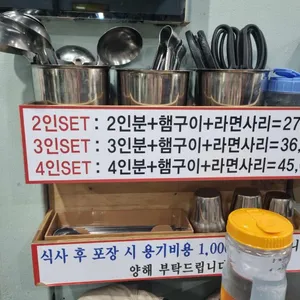 2인SET : 2인분+햄구이+라면사리=27
3인SET : 3인분+햄구이+라면사리=36,
4인SET : 4인분+햄구이+라면사리=45,
식사 후 포장 시 용기비용 1,00
양해 부탁드립니다